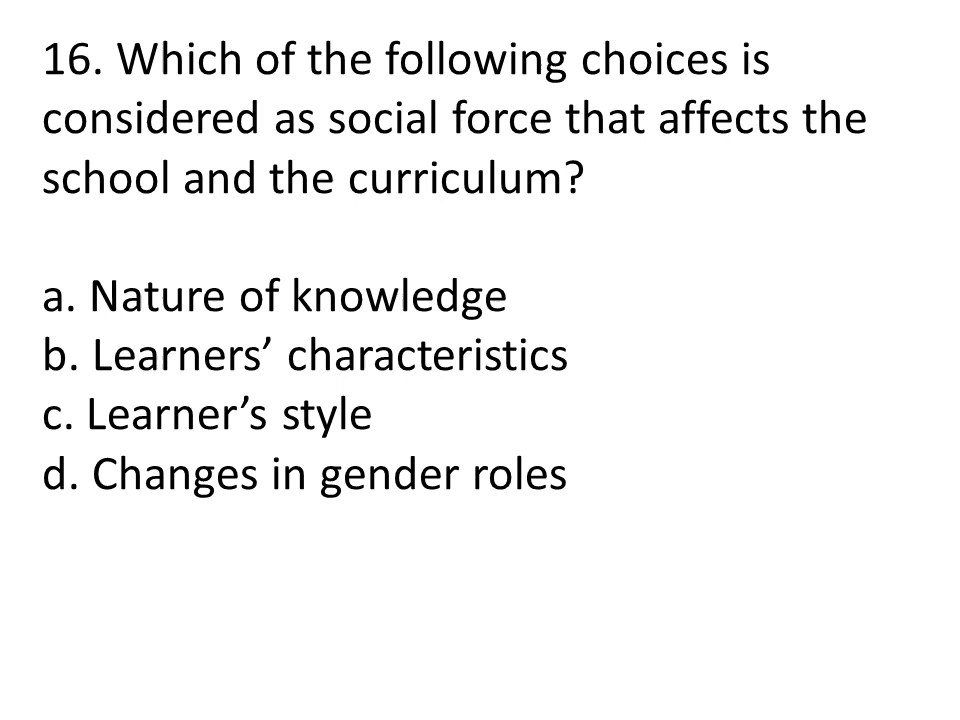 16. Which of the following choices is
considered as social force that affects the
school and the curriculum?
a. Nature of knowledge
b. Learners’ characteristics
c. Learner’s style
d. Changes in gender roles